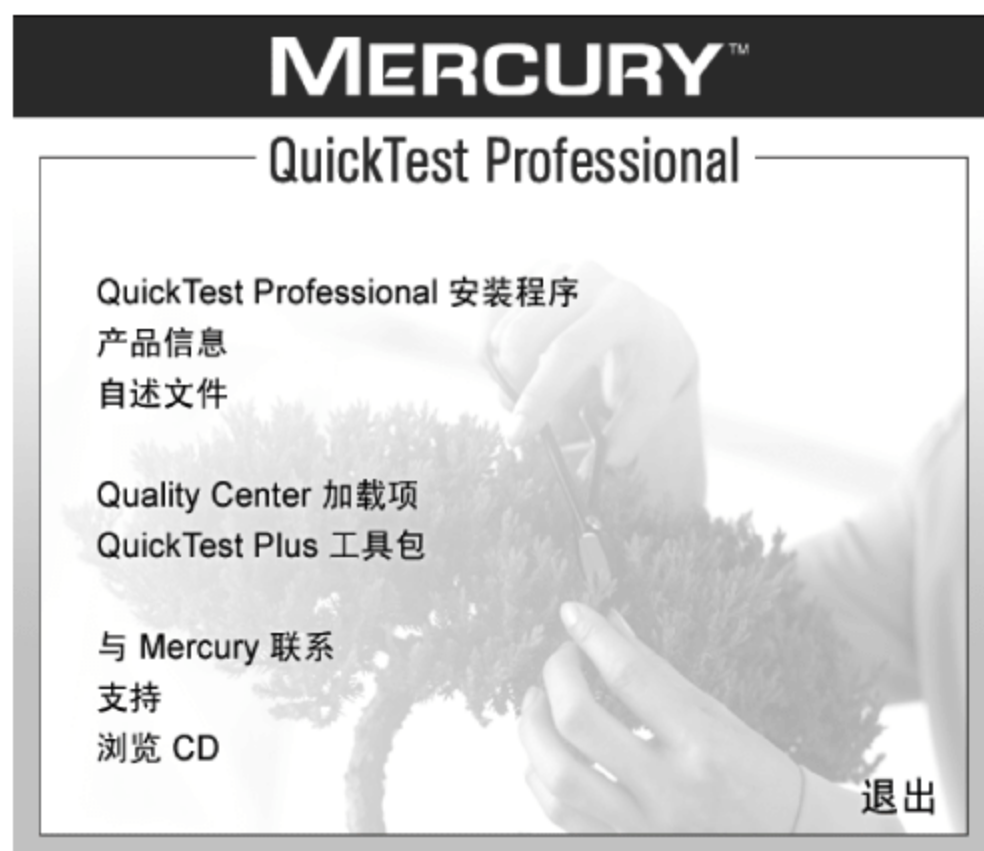 MERCURY™
QuickTest Professional
QuickTest Professional 安装程序
产品信息
自述文件
Quality Center 加载项
QuickTest Plus 工具包
与 Mercury 联系
支持
浏览 CD
退出